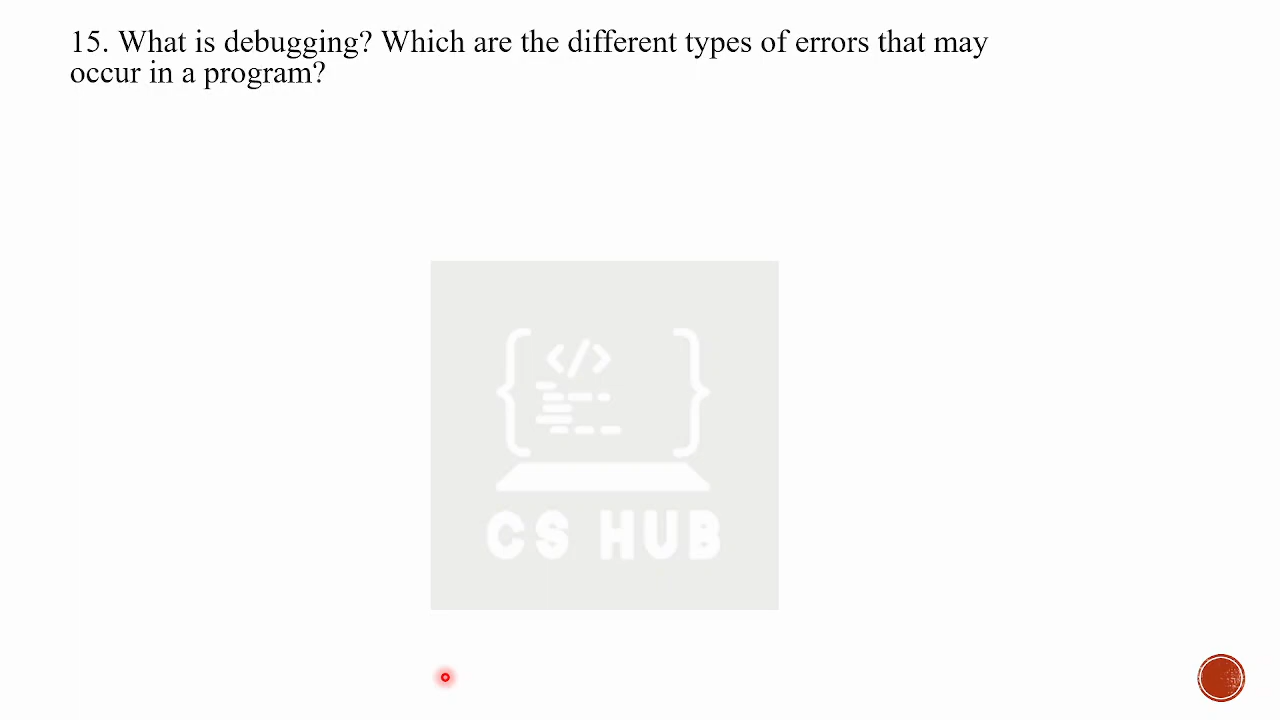 15. What is debugging? Which are the different types of errors that may
occur in a program?
</>
CS HUB